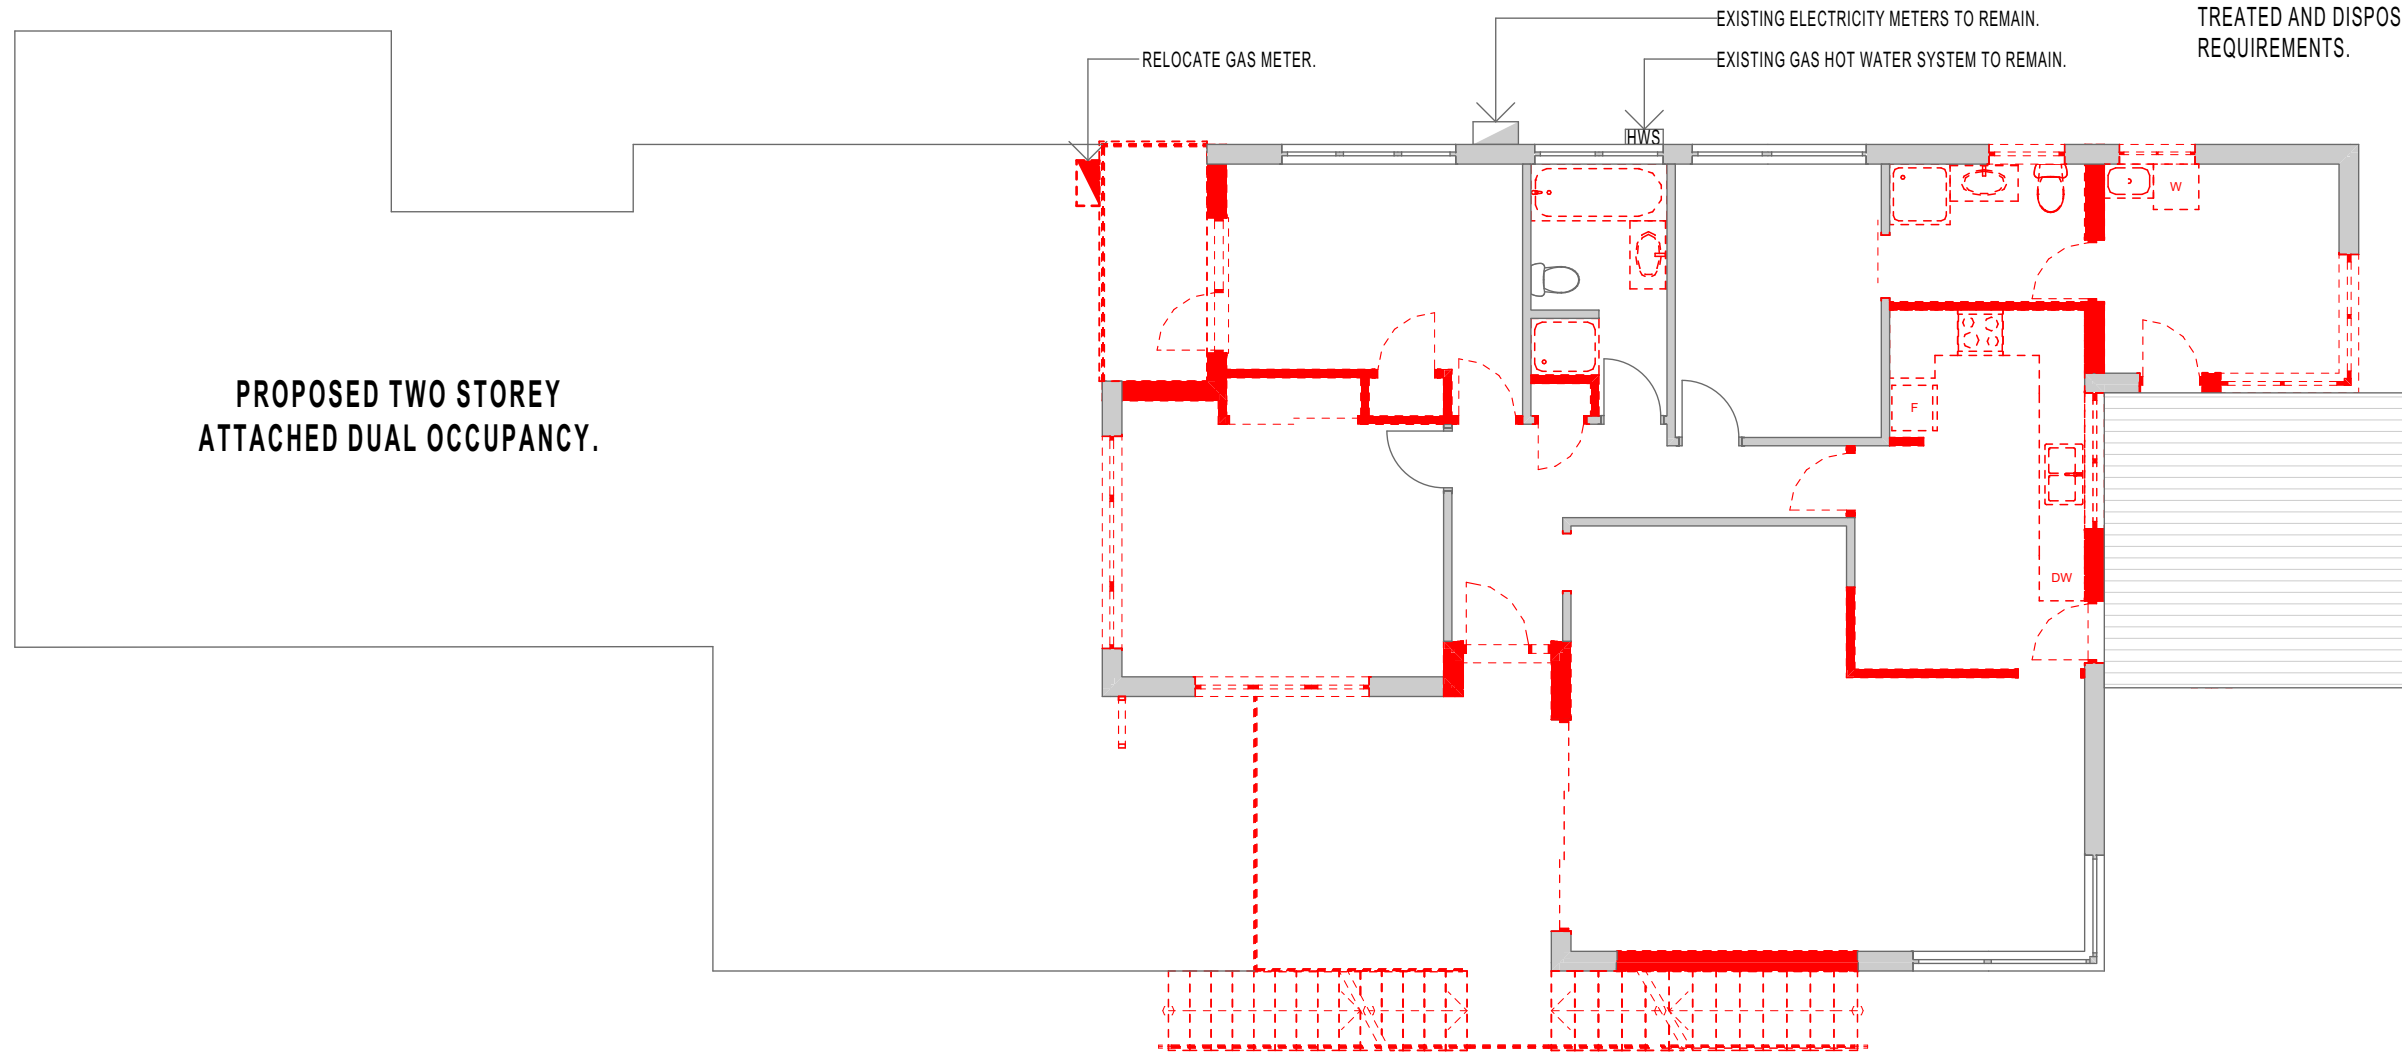 EXISTING ELECTRICITY METERS TO REMAIN.
TREATED AND DISPOS
REQUIREMENTS.
RELOCATE GAS METER.
EXISTING GAS HOT WATER SYSTEM TO REMAIN.
HWS
W
PROPOSED TWO STOREY
ATTACHED DUAL OCCUPANCY.
F
DW